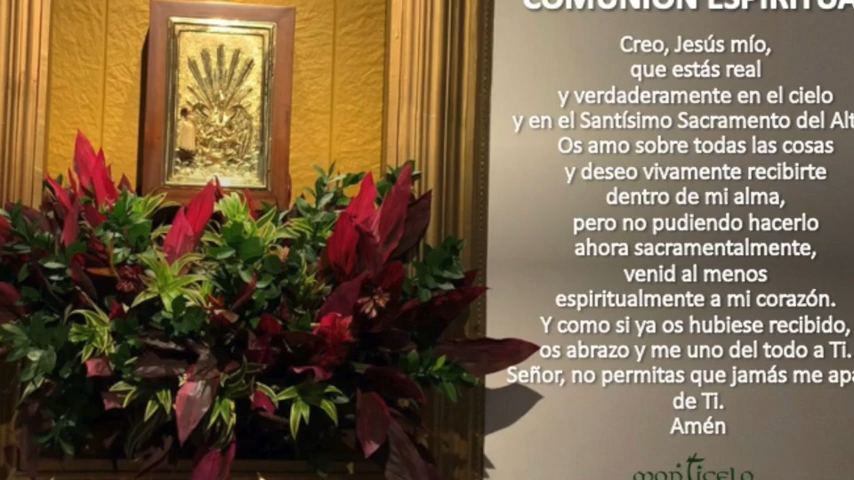 COMUNIÓN ESPIRITUA
Creo, Jesús mío,
que estás real
y verdaderamente en el cielo
y en el Santísimo Sacramento del Alt
Os amo sobre todas las cosas
y deseo vivamente recibirte
dentro de mi alma,
pero no pudiendo hacerlo
ahora sacramentalmente,
venid al menos
espiritualmente a mi corazón.
Y como si ya os hubiese recibido,
os abrazo y me uno del todo a Ti.
Señor, no permitas que jamás me apa
de Ti.
Amén
monticelo